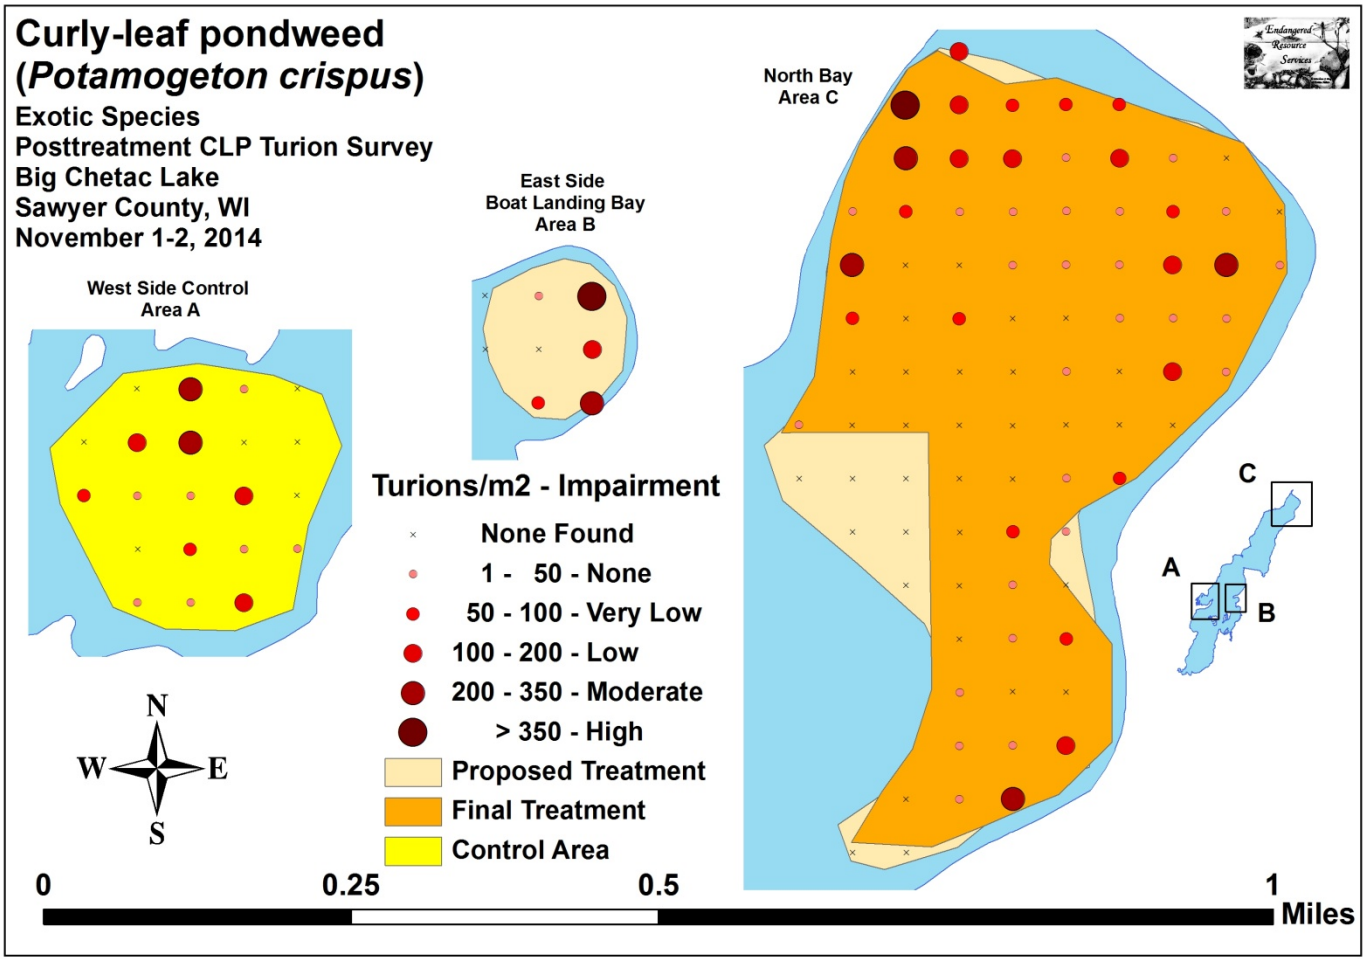 Curly-leaf pondweed
(Potamogeton crispus)
Exotic Species
Posttreatment CLP Turion Survey
Big Chetac Lake
Sawyer County, WI
November 1-2, 2014
West Side Control
Area A
East Side
Boat Landing Bay
Area B
North Bay
Area C
Endangered
Resource
Services
Turions/m2 - Impairment
None Found
1 - 50 - None
50 - 100 - Very Low
100 - 200 - Low
200 - 350 - Moderate
> 350 - High
Proposed Treatment
Final Treatment
Control Area
N
W E
S
C
A
B
0 0.25 0.5 1
Miles